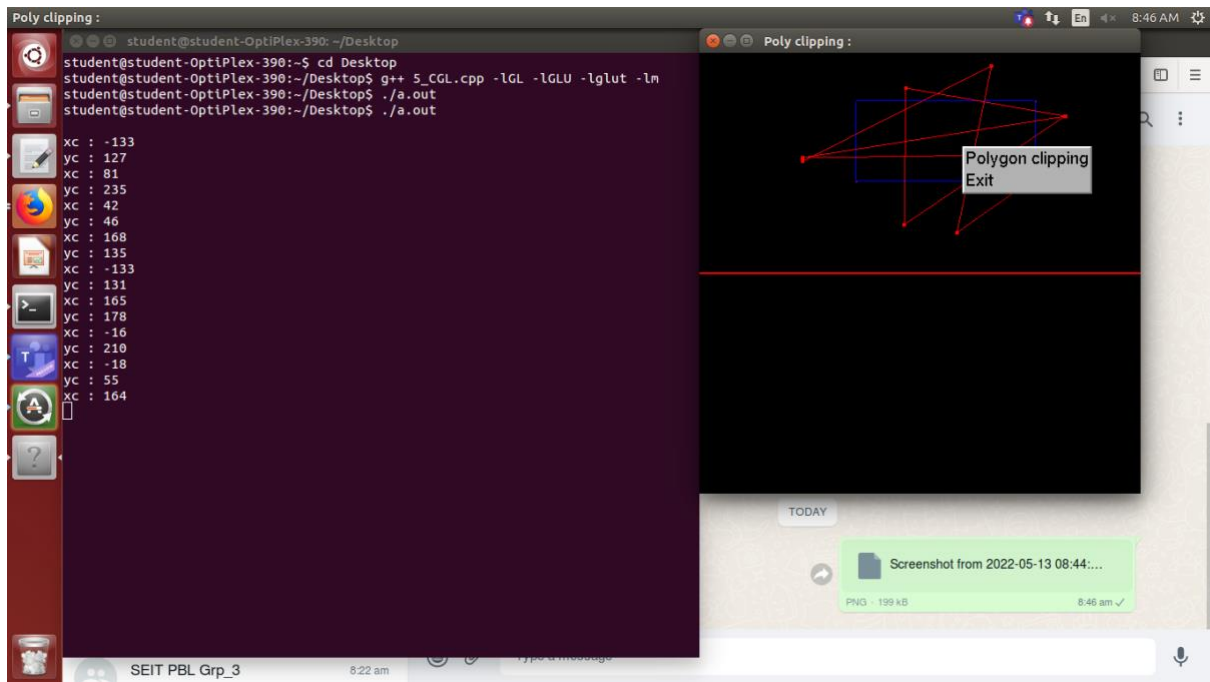 Poly clipping :
En
8:46 AM
student@student-OptiPlex-390: ~/Desktop
student@student-OptiPlex-390:~$ cd Desktop
student@student-OptiPlex-390:~/Desktop$ g++ 5_CGL.cpp -lGL -lGLU -lglut -lm
student@student-OptiPlex-390:~/Desktop$ ./a.out
student@student-OptiPlex-390:~/Desktop$ ./a.out
xc : -133
yc : 127
xc : 81
yc : 235
xc : 42
yc : 46
xc : 168
yc : 135
xc : -133
yc : 131
xc : 165
yc : 178
xc : -16
yc : 210
xc : -18
yc : 55
xc : 164
Poly clipping :
Polygon clipping
Exit
TODAY
Screenshot from 2022-05-13 08:44:...
PNG · 199 kB
8:46 am
Type a message
SEIT PBL Grp_3
8:22 am